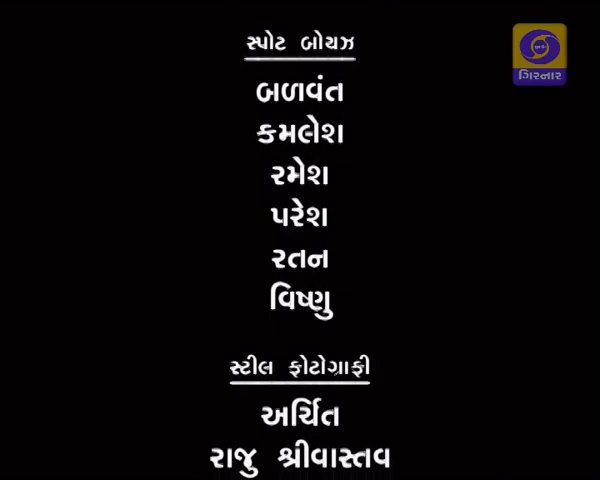 સ્પોટ બોયઝ
ગિરનાર
બળવંત
કમલેશ
રમેશ
પરેશ
રતન
વિષ્ણુ
સ્ટીલ ફોટોગ્રાફી
અર્ચિત
રાજુ શ્રીવાસ્તવ